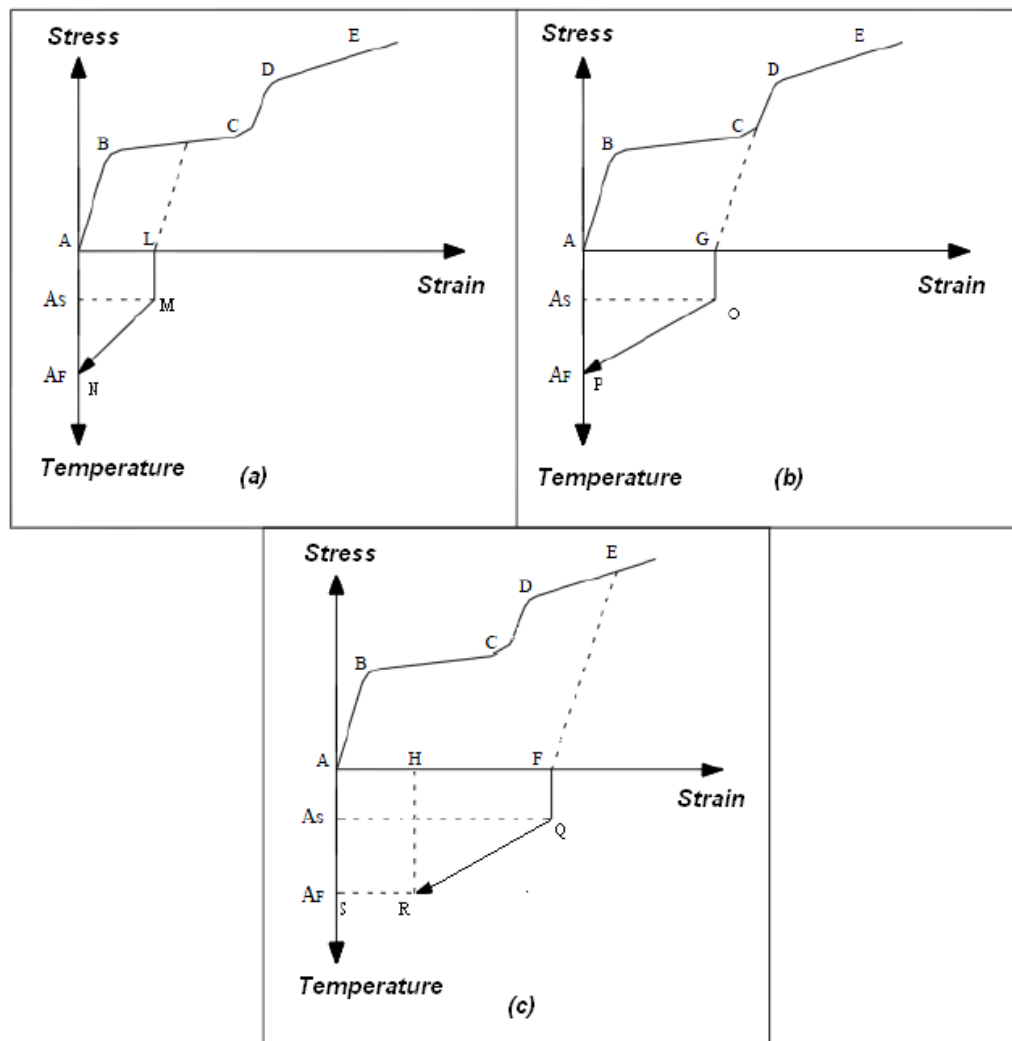 Stress
E
D
B
C
A
L
Strain
As
M
AF
N
Temperature
(a)
Stress
E
D
B
C
A
G
Strain
As
O
AF
P
Temperature
(b)
Stress
E
D
C
B
A
H
F
Strain
As
Q
AF
S
R
Temperature
(c)